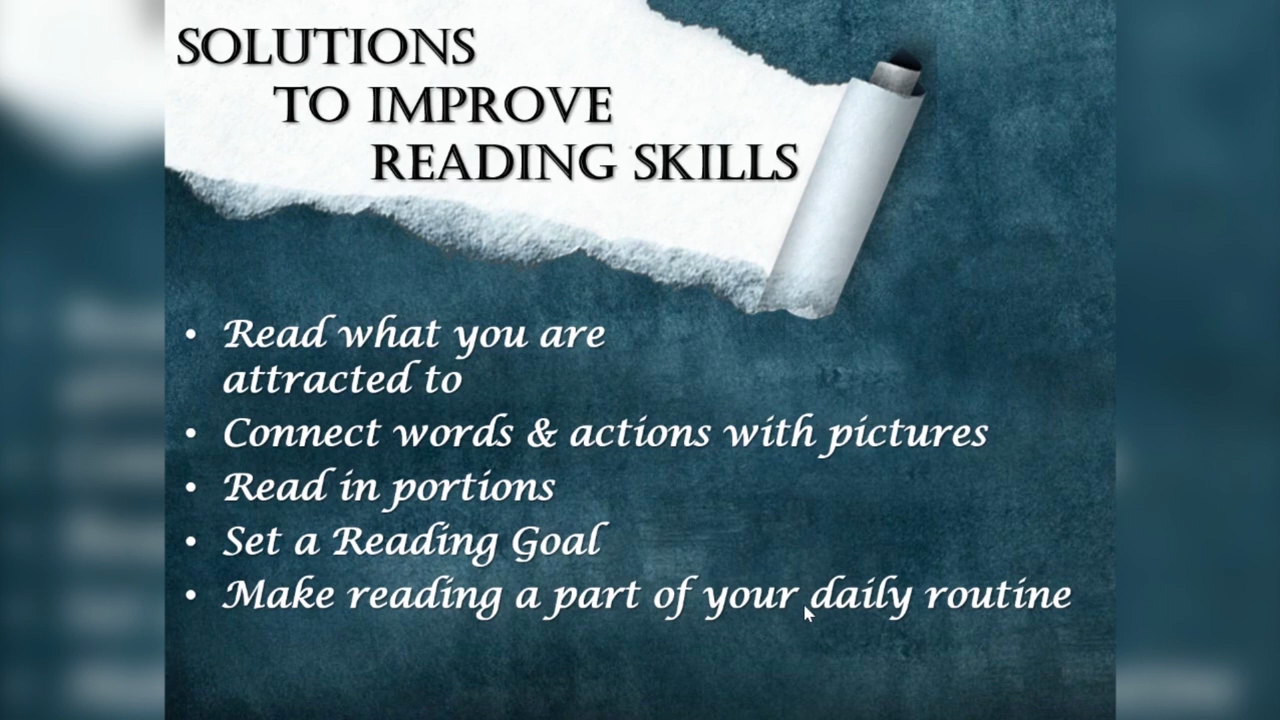 SOLUTIONS
TO IMPROVE
READING SKILLS
• Read what you are
attracted to
• Connect words & actions with pictures
• Read in portions
• Set a Reading Goal
• Make reading a part of your daily routine